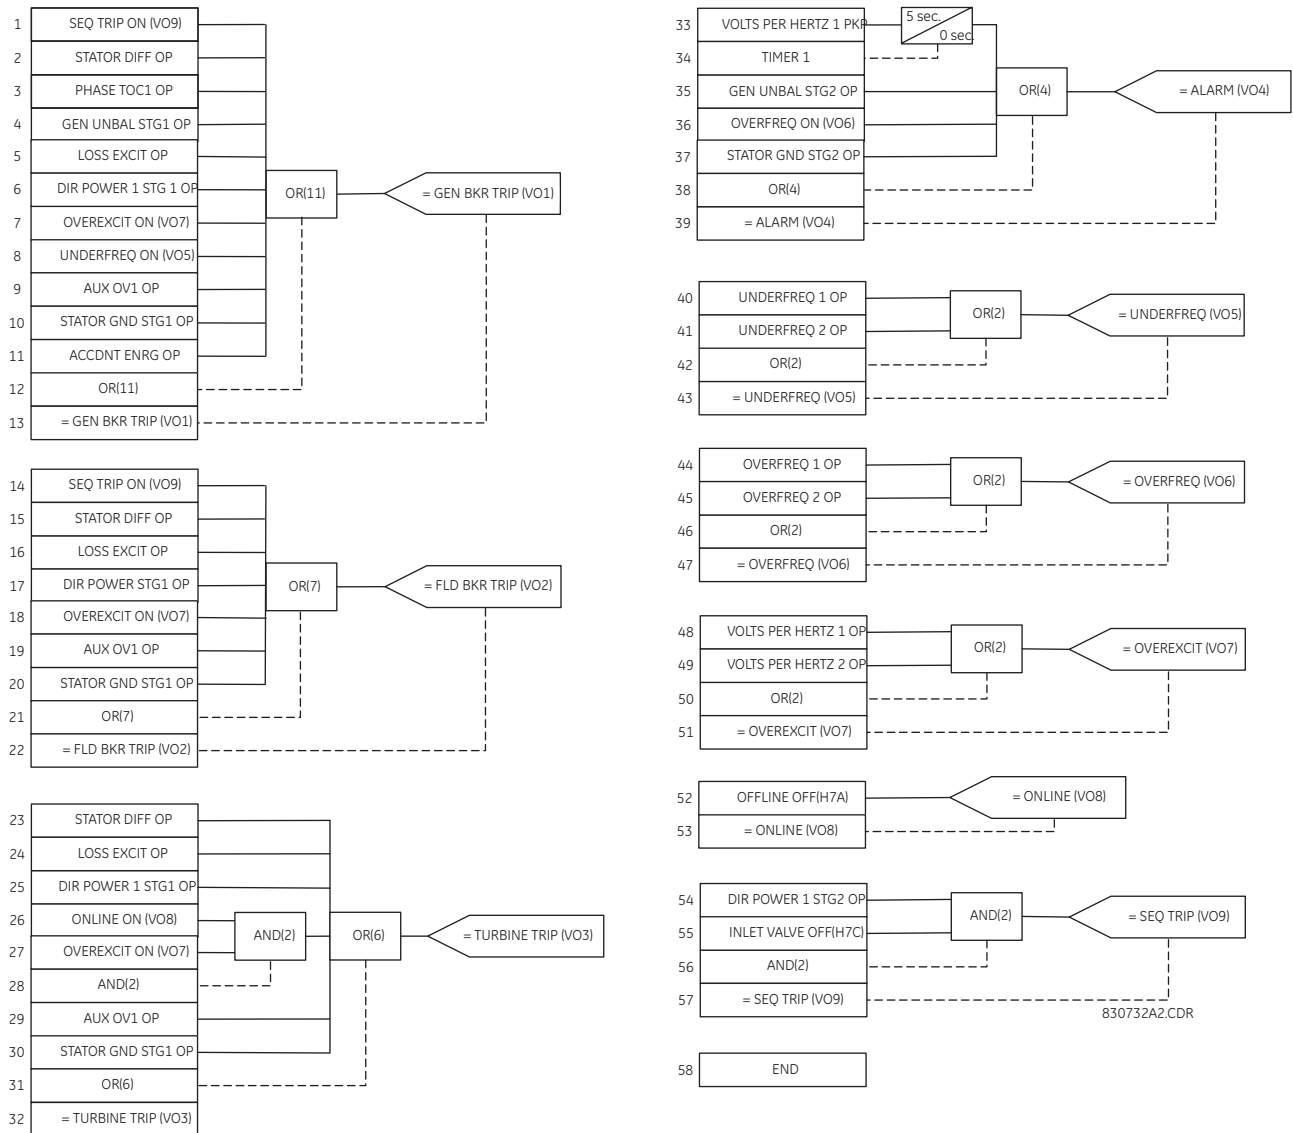 1 SEQ TRIP ON (VO9)
2 STATOR DIFF OP
3 PHASE TOC1 OP
4 GEN UNBAL STG1 OP
5 LOSS EXCIT OP
6 DIR POWER 1 STG 1 OP
7 OVEREXCIT ON (VO7)
8 UNDERFREQ ON (VO5)
9 AUX OV1 OP
10 STATOR GND STG1 OP
11 ACCDNT ENRG OP
12 OR(11)
13 = GEN BKR TRIP (VO1)
OR(11)
= GEN BKR TRIP (VO1)
14 SEQ TRIP ON (VO9)
15 STATOR DIFF OP
16 LOSS EXCIT OP
17 DIR POWER STG1 OP
18 OVEREXCIT ON (VO7)
19 AUX OV1 OP
20 STATOR GND STG1 OP
21 OR(7)
22 = FLD BKR TRIP (VO2)
OR(7)
= FLD BKR TRIP (VO2)
23 STATOR DIFF OP
24 LOSS EXCIT OP
25 DIR POWER 1 STG1 OP
26 ONLINE ON (VO8)
27 OVEREXCIT ON (VO7)
28 AND(2)
29 AUX OV1 OP
30 STATOR GND STG1 OP
31 OR(6)
32 = TURBINE TRIP (VO3)
AND(2)
OR(6)
= TURBINE TRIP (VO3)
33 VOLTS PER HERTZ 1 PKP
34 TIMER 1
35 GEN UNBAL STG2 OP
36 OVERFREQ ON (VO6)
37 STATOR GND STG2 OP
38 OR(4)
39 = ALARM (VO4)
5 sec.
0 sec.
OR(4)
= ALARM (VO4)
40 UNDERFREQ 1 OP
41 UNDERFREQ 2 OP
42 OR(2)
43 = UNDERFREQ (VO5)
OR(2)
= UNDERFREQ (VO5)
44 OVERFREQ 1 OP
45 OVERFREQ 2 OP
46 OR(2)
47 = OVERFREQ (VO6)
OR(2)
= OVERFREQ (VO6)
48 VOLTS PER HERTZ 1 OP
49 VOLTS PER HERTZ 2 OP
50 OR(2)
51 = OVEREXCIT (VO7)
OR(2)
= OVEREXCIT (VO7)
52 OFFLINE OFF(H7A)
53 = ONLINE (VO8)
= ONLINE (VO8)
54 DIR POWER 1 STG2 OP
55 INLET VALVE OFF(H7C)
56 AND(2)
57 = SEQ TRIP (VO9)
AND(2)
= SEQ TRIP (VO9)
830732A2.CDR
58 END